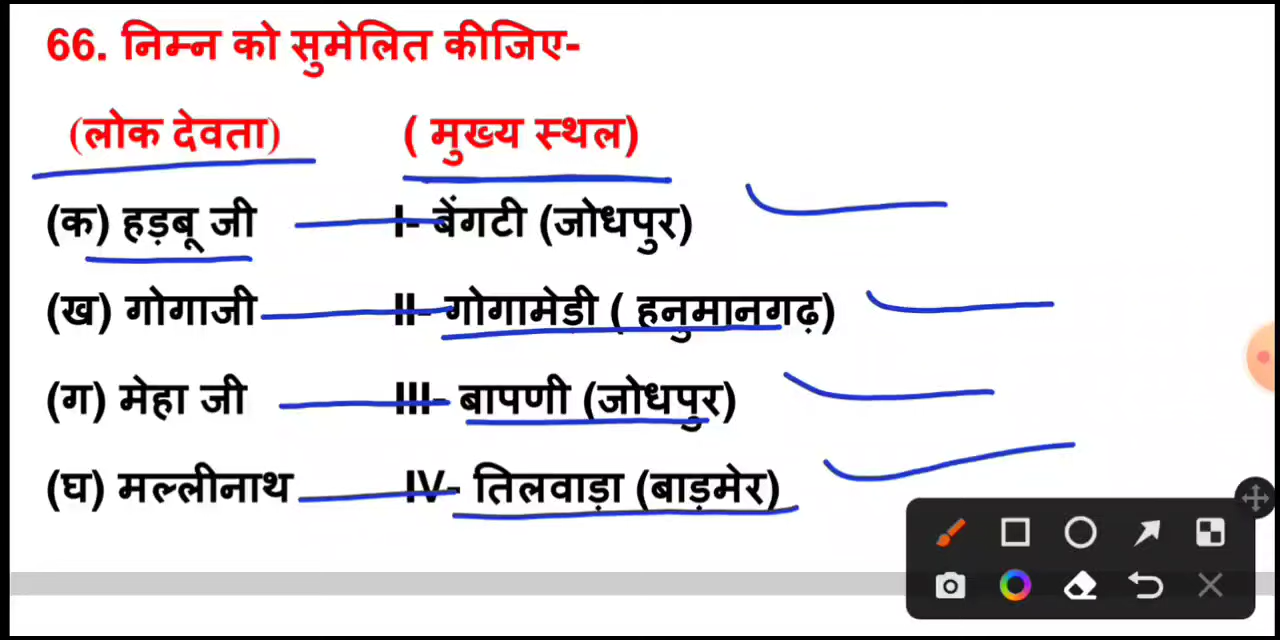 66. निम्न को सुमेलित कीजिए-
(लोक देवता) ( मुख्य स्थल)
(क) हड़बू जी I- बेंगटी (जोधपुर)
(ख) गोगाजी II- गोगामेडी ( हनुमानगढ़)
(ग) मेहा जी III- बापणी (जोधपुर)
(घ) मल्लीनाथ IV- तिलवाड़ा (बाड़मेर)